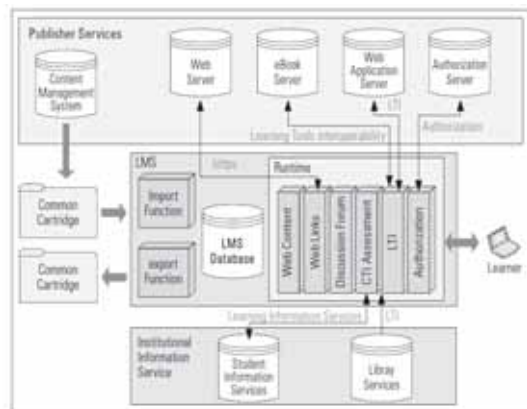 Publisher Services
Content
Management
System
Web
Server
eBook
Server
Web
Application
Server
Authorization
Server
LTI
Learning Tools Interoperability
Authorization
https
LMS
Runtime
Common
Cartridge
Import
Function
Common
Cartridge
export
Function
LMS
Database
Web Content
Web Links
Discussion Forum
CTI Assessment
LTI
Authorization
Learner
Learning Information Services
LTI
Institutional
Information
Service
Student
Information
Services
Libray
Services